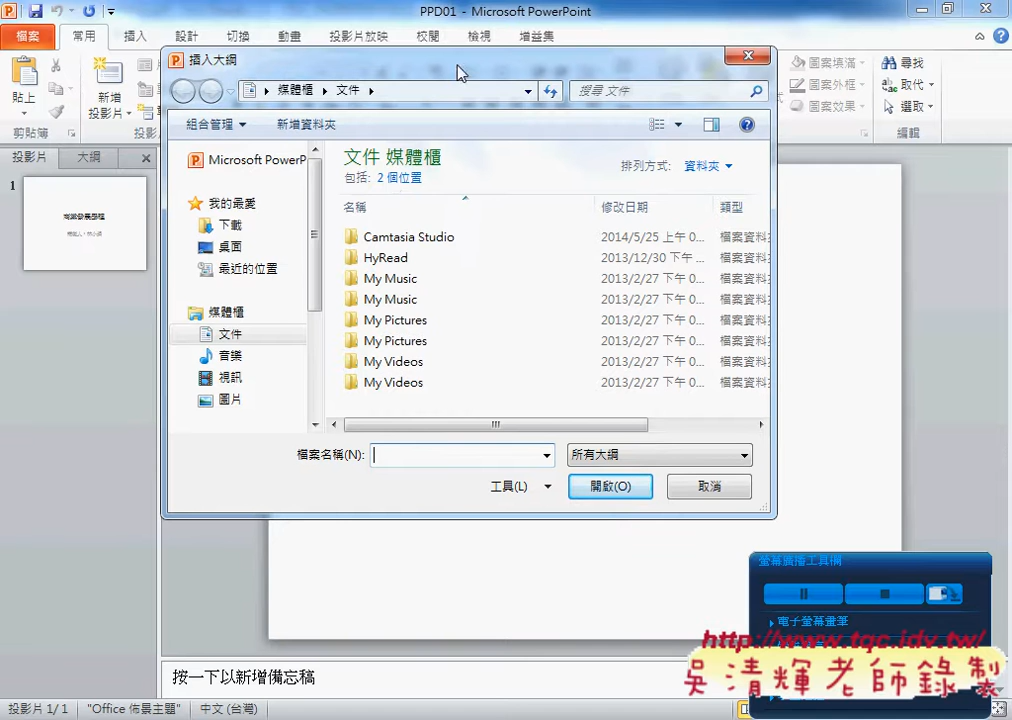 PPD01 - Microsoft PowerPoint
檔案 常用 插入 設計 切換 動畫 投影片放映 校閱 檢視 增益集
貼上
新增
投影片
剪貼簿
圖案填滿
圖案外框
圖案效果
尋找
取代
選取
編輯
投影片 大綱
1
插入大綱
媒體櫃 文件
搜尋 文件
組合管理 新增資料夾
Microsoft PowerP
我的最愛
下載
桌面
最近的位置
媒體櫃
文件
音樂
視訊
圖片
文件 媒體櫃
包括: 2 個位置
排列方式: 資料夾
名稱 修改日期 類型
Camtasia Studio 2014/5/25 上午 0... 檔案資料
HyRead 2013/12/30 下午 0... 檔案資料
My Music 2013/2/27 下午 0... 檔案資料
My Music 2013/2/27 下午 0... 檔案資料
My Pictures 2013/2/27 下午 0... 檔案資料
My Pictures 2013/2/27 下午 0... 檔案資料
My Videos 2013/2/27 下午 0... 檔案資料
My Videos 2013/2/27 下午 0... 檔案資料
檔案名稱(N):
所有大綱
工具(L) 開啟(O) 取消
螢幕廣播工具欄
電子螢幕畫筆
http://www.tqc.idv.tw/
吳清輝老師錄製
按一下以新增備忘稿
投影片 1/ 1 "Office 佈景主題" 中文 (台灣)